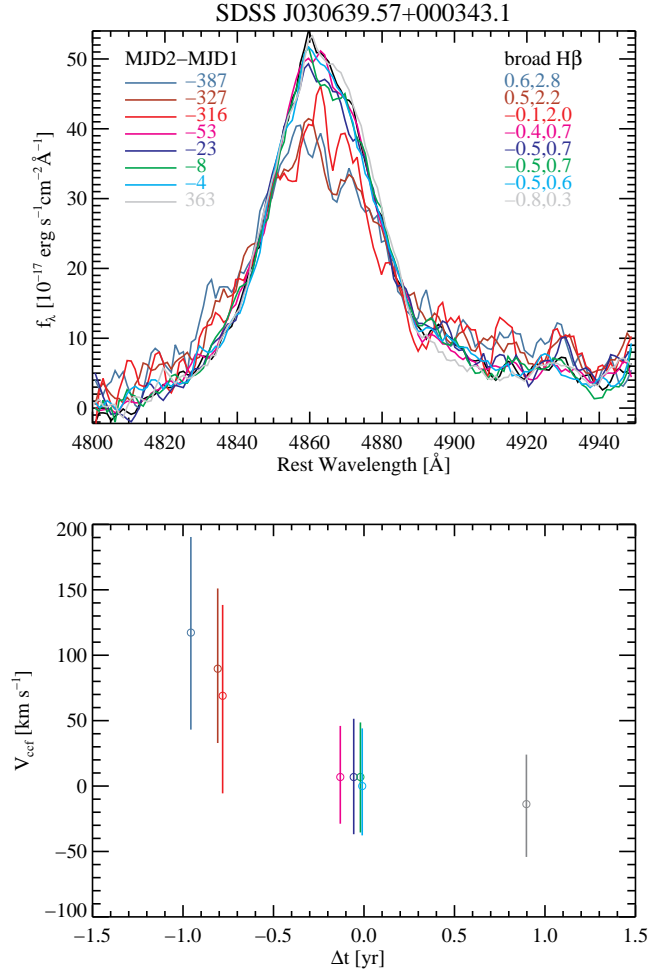 SDSS J030639.57+000343.1
MJD2−MJD1 broad Hβ
−387 0.6,2.8
−327 0.5,2.2
−316 −0.1,2.0
−53 −0.4,0.7
−23 −0.5,0.7
−8 −0.5,0.7
−4 −0.5,0.6
363 −0.8,0.3
50
40
30
20
10
0
f_λ [10⁻¹⁷ erg s⁻¹cm⁻²Å⁻¹]
4800 4820 4840 4860 4880 4900 4920 4940
Rest Wavelength [Å]
200
150
100
50
0
−50
−100
V_ccf [km s⁻¹]
−1.5 −1.0 −0.5 0.0 0.5 1.0 1.5
Δt [yr]